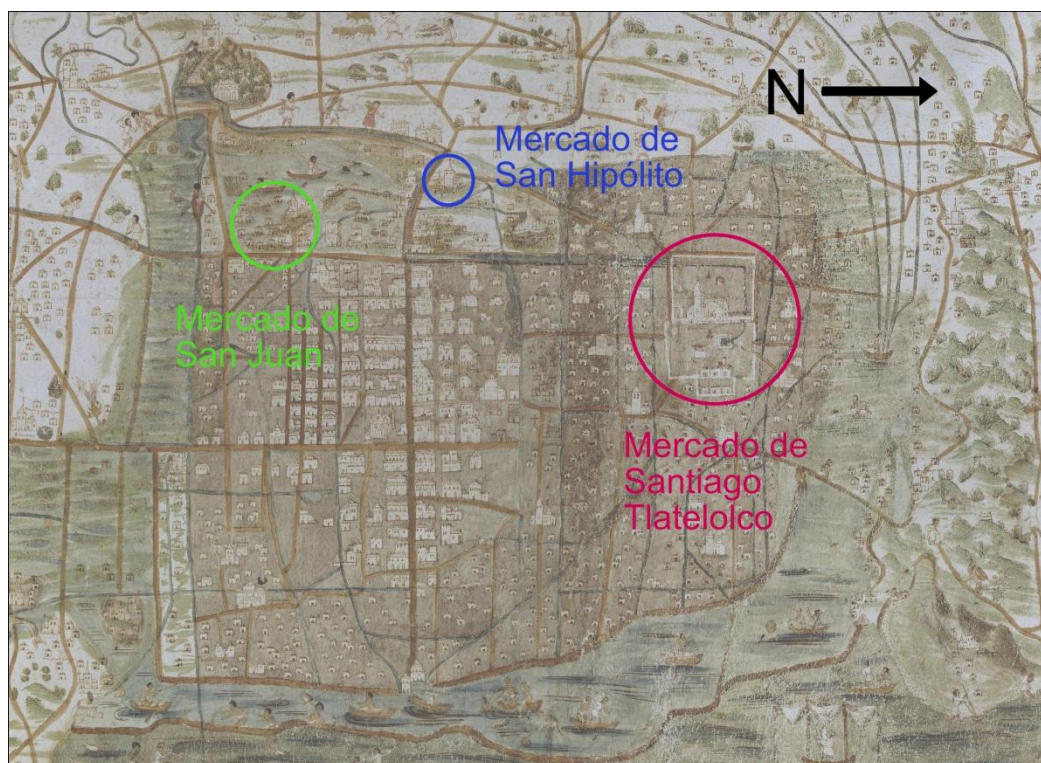 N
Mercado de
San Hipólito
Mercado de
San Juan
Mercado de
Santiago
Tlatelolco